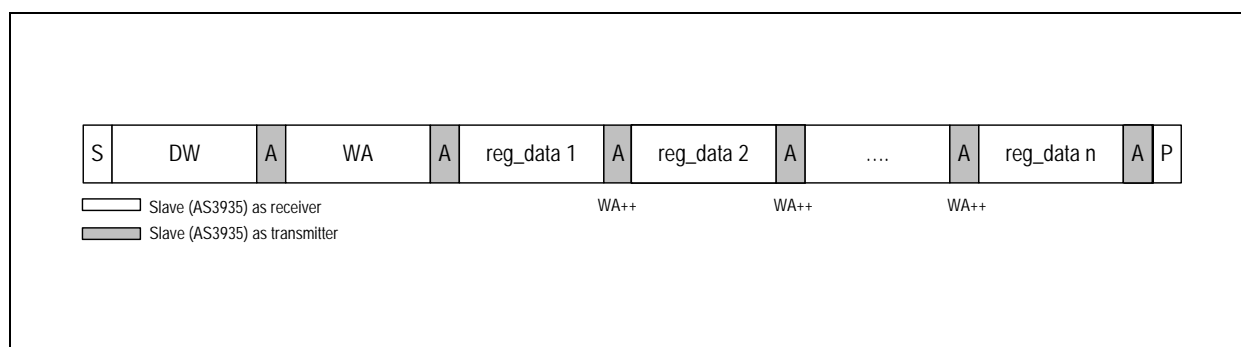 S DW A WA A reg_data 1 A reg_data 2 A .... A reg_data n A P
WA++ WA++ WA++
Slave (AS3935) as receiver
Slave (AS3935) as transmitter